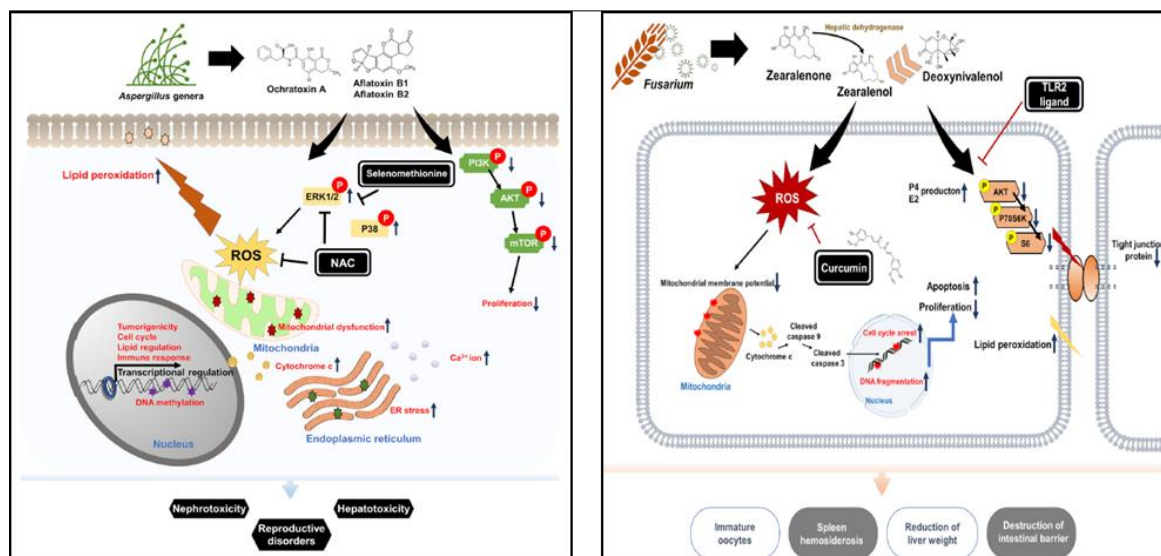 Aspergillus genera
Ochratoxin A
Aflatoxin B1
Aflatoxin B2
Lipid peroxidation
Selenomethionine
P
ERK1/2
P
P38
ROS
NAC
P
PI3K
P
AKT
P
mTOR
Proliferation
Mitochondrial dysfunction
Mitochondria
Tumorigenicity
Cell cycle
Lipid regulation
Immune response
Transcriptional regulation
DNA methylation
Nucleus
Cytochrome c
Ca2+ ion
ER stress
Endoplasmic reticulum
Nephrotoxicity
Hepatotoxicity
Reproductive
disorders
Fusarium
Hepatic dehydrogenase
Zearalenone
Zearalenol
Deoxynivalenol
TLR2
ligand
ROS
P4
E2
producton
P
AKT
P
P70S6K
P
S6
Tight junction
protein
Curcumin
Mitochondrial membrane potential
Apoptosis
Proliferation
Mitochondria
Cytochrome c
Cleaved
caspase 9
Cleaved
caspase 3
Cell cycle arrest
DNA fragmentation
Nucleus
Lipid peroxidation
Immature
oocytes
Spleen
hemosiderosis
Reduction of
liver weight
Destruction of
intestinal barrier